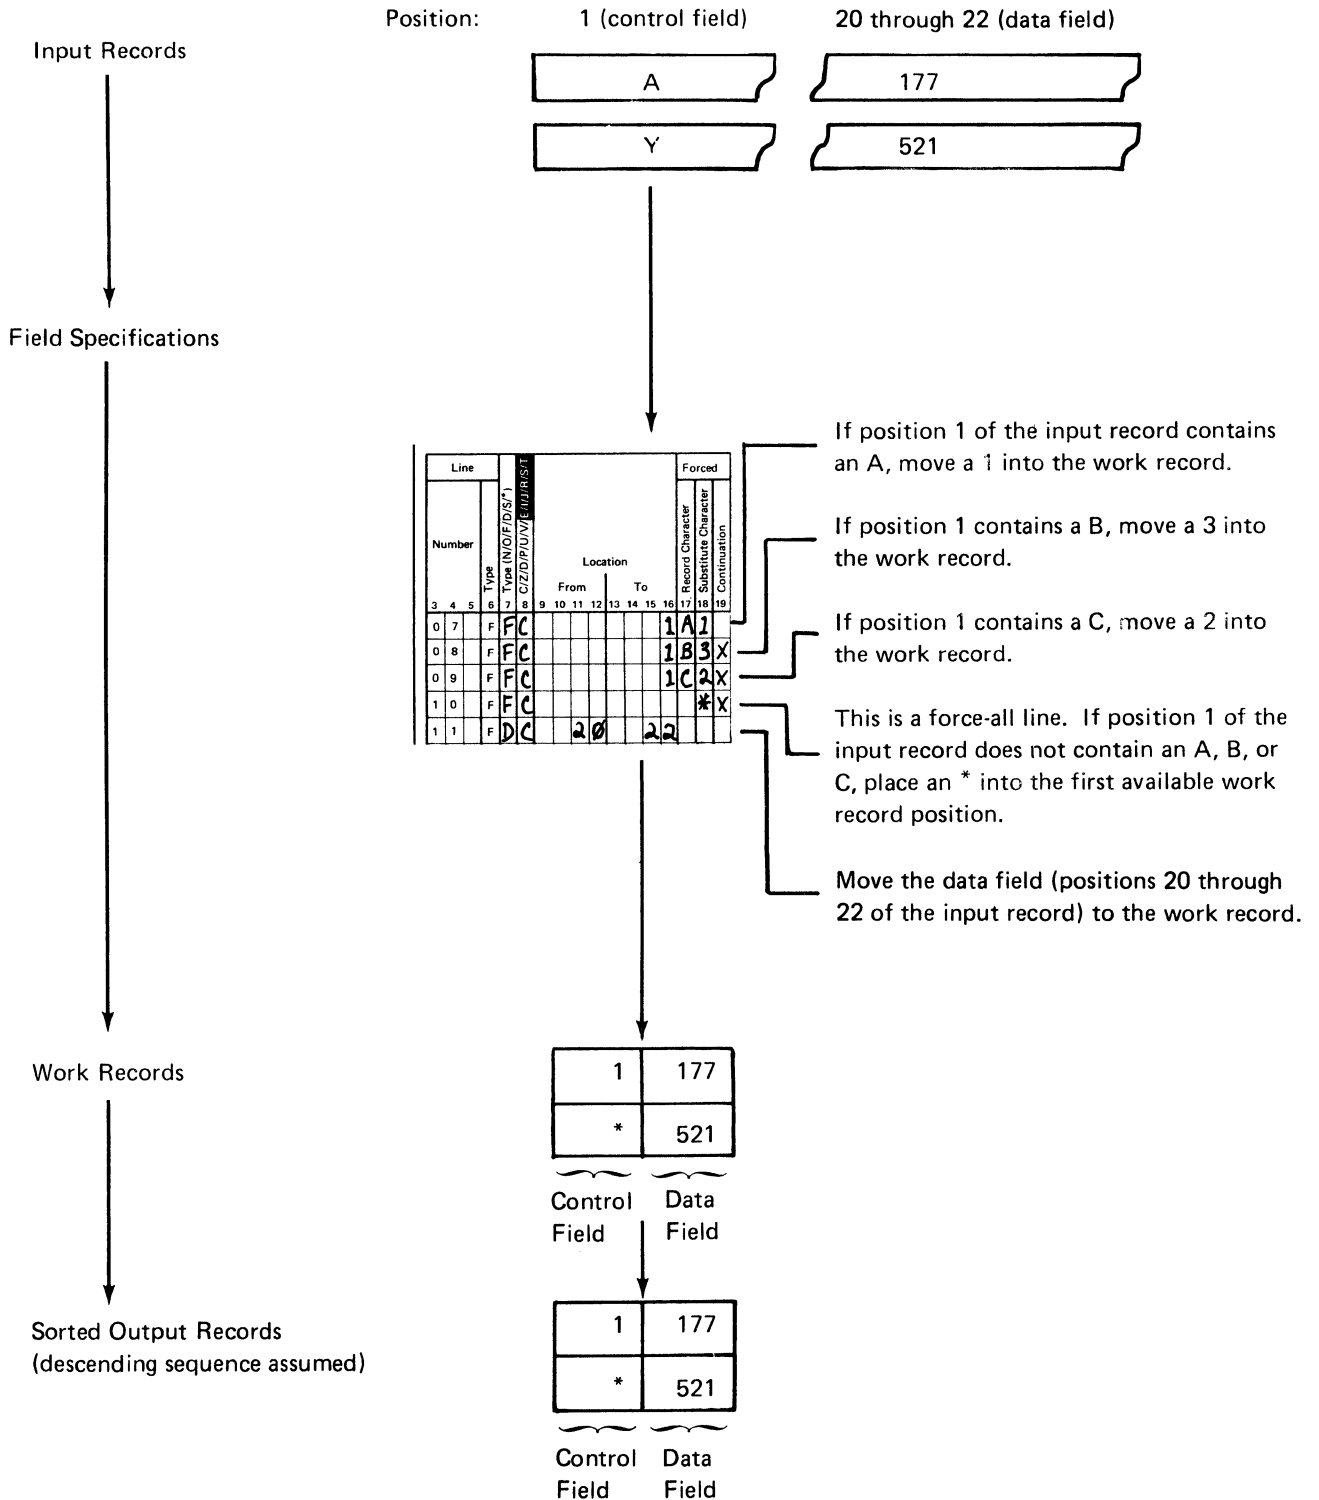 Position: 1 (control field) 20 through 22 (data field)
Input Records
A 177
Y 521
Field Specifications
If position 1 of the input record contains
an A, move a 1 into the work record.
If position 1 contains a B, move a 3 into
the work record.
If position 1 contains a C, move a 2 into
the work record.
This is a force-all line. If position 1 of the
input record does not contain an A, B, or
C, place an * into the first available work
record position.
Move the data field (positions 20 through
22 of the input record) to the work record.
Line Forced
Number
Type
Type (N/O/F/D/S/*)
C/Z/D/P/U/V/E/I/J/R/S/T
Location
From To
Record Character
Substitute Character
Continuation
3 4 5 6 7 8 9 10 11 12 13 14 15 16 17 18 19
0 7 F F C 1 A 1
0 8 F F C 1 B 3 X
0 9 F F C 1 C 2 X
1 0 F F C * X
1 1 F D C 2 Ø 2 2
Work Records
1 177
* 521
Control Data
Field Field
Sorted Output Records
(descending sequence assumed)
1 177
* 521
Control Data
Field Field